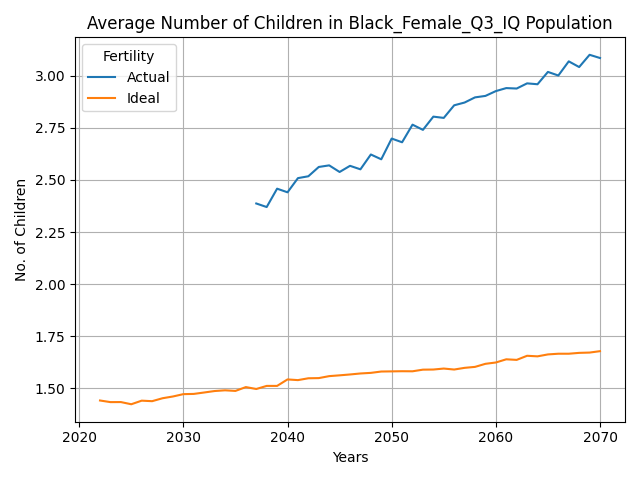 Average Number of Children in Black_Female_Q3_IQ Population
Fertility
Actual
Ideal
No. of Children
3.00
2.75
2.50
2.25
2.00
1.75
1.50
2020 2030 2040 2050 2060 2070
Years